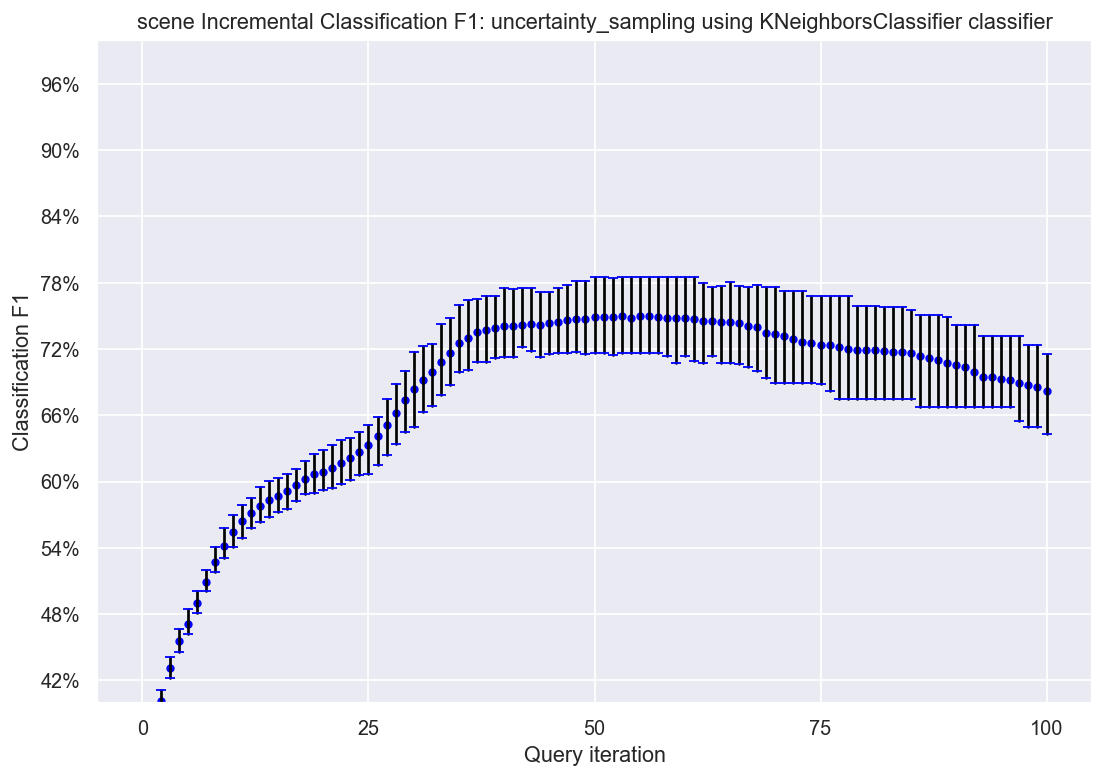 scene Incremental Classification F1: uncertainty_sampling using KNeighborsClassifier classifier
96%
90%
84%
78%
72%
66%
60%
54%
48%
42%
Classification F1
0 25 50 75 100
Query iteration